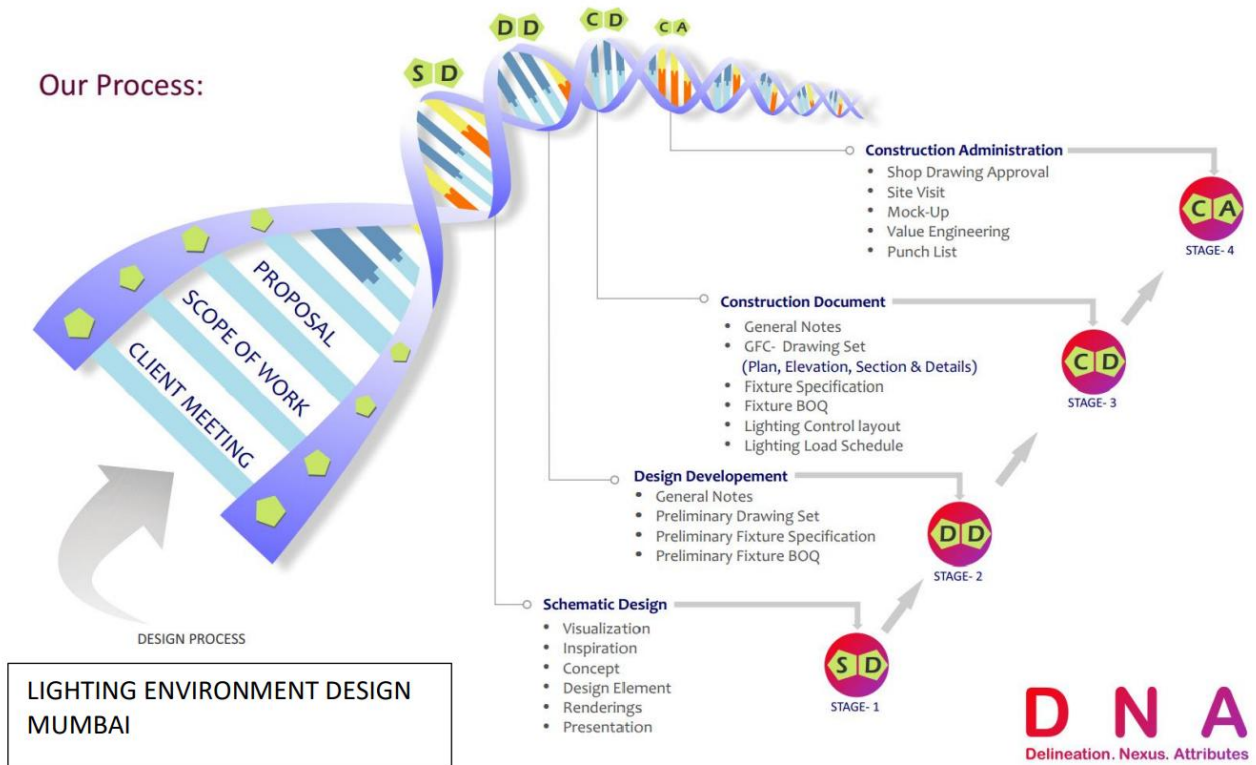 Our Process:
S D
D D
C D
C A
PROPOSAL
SCOPE OF WORK
CLIENT MEETING
DESIGN PROCESS
Construction Administration
• Shop Drawing Approval
• Site Visit
• Mock-Up
• Value Engineering
• Punch List
C A
STAGE- 4
Construction Document
• General Notes
• GFC- Drawing Set
(Plan, Elevation, Section & Details)
• Fixture Specification
• Fixture BOQ
• Lighting Control layout
• Lighting Load Schedule
C D
STAGE- 3
Design Developement
• General Notes
• Preliminary Drawing Set
• Preliminary Fixture Specification
• Preliminary Fixture BOQ
D D
STAGE- 2
Schematic Design
• Visualization
• Inspiration
• Concept
• Design Element
• Renderings
• Presentation
S D
STAGE- 1
LIGHTING ENVIRONMENT DESIGN
MUMBAI
D N A
Delineation. Nexus. Attributes